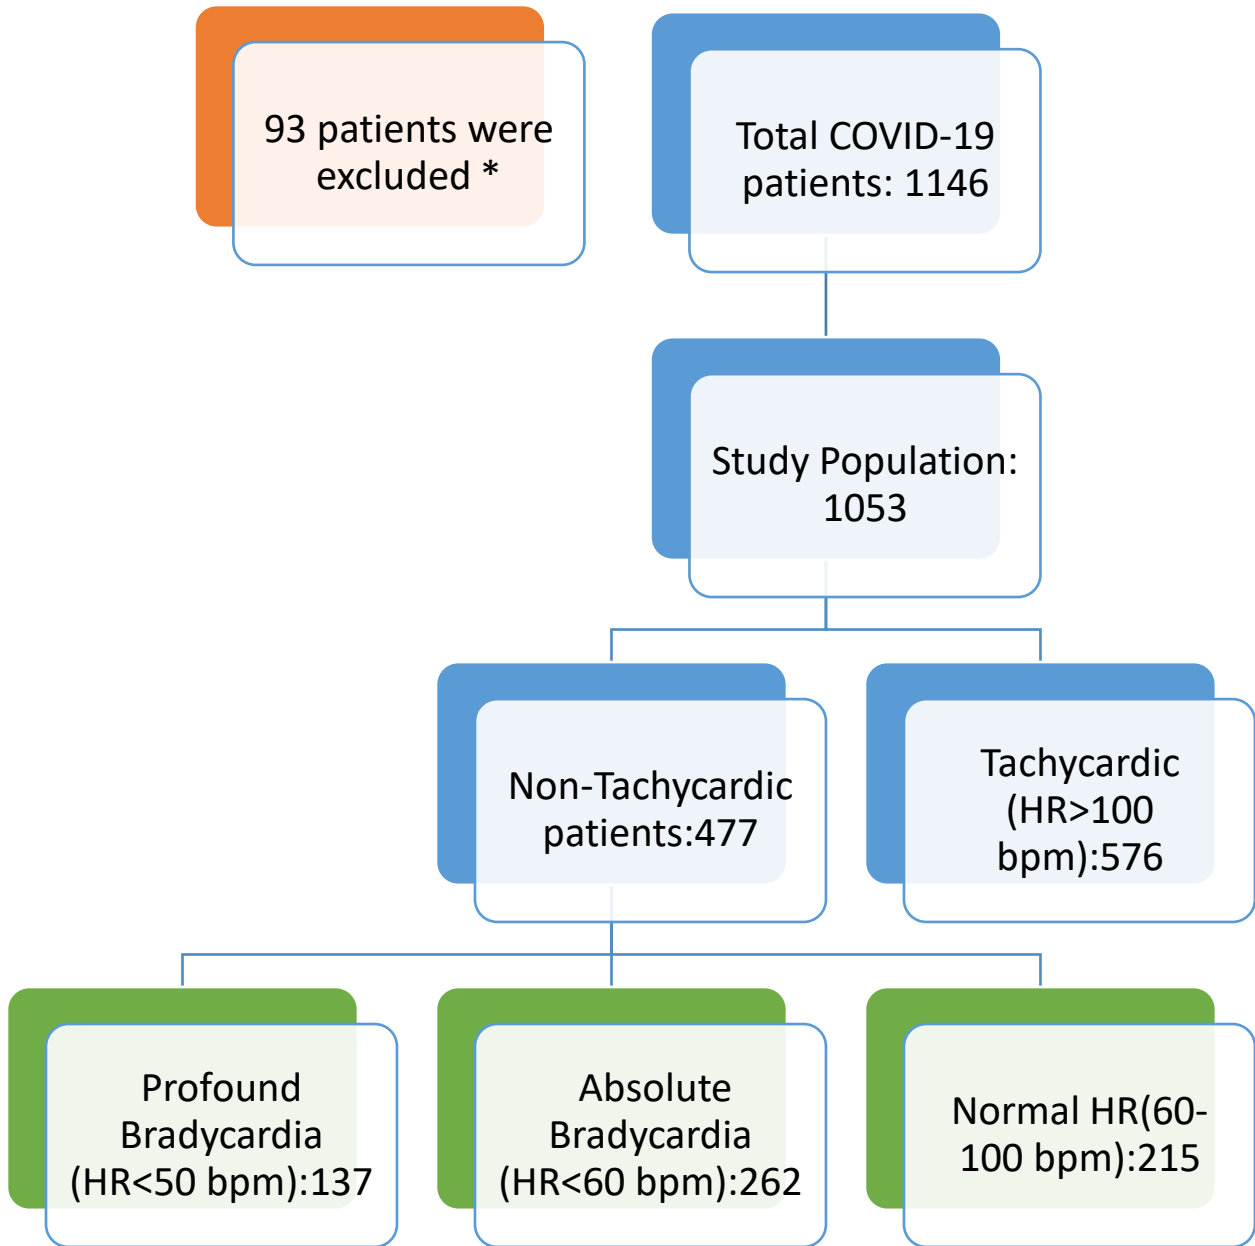 93 patients were
excluded *
Total COVID-19
patients: 1146
Study Population:
1053
Non-Tachycardic
patients:477
Tachycardic
(HR>100
bpm):576
Profound
Bradycardia
(HR<50 bpm):137
Absolute
Bradycardia
(HR<60 bpm):262
Normal HR(60-
100 bpm):215